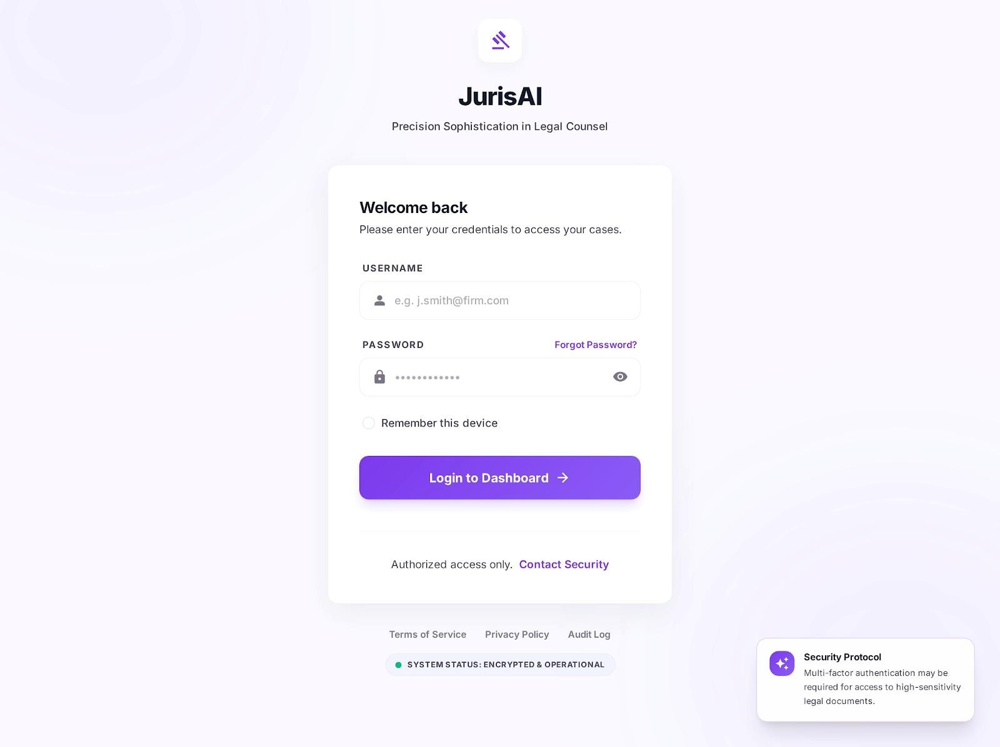 JurisAI
Precision Sophistication in Legal Counsel
Welcome back
Please enter your credentials to access your cases.
USERNAME
e.g. j.smith@firm.com
PASSWORD
Forgot Password?
••••••••••••
Remember this device
Login to Dashboard →
Authorized access only. Contact Security
Terms of Service
Privacy Policy
Audit Log
SYSTEM STATUS: ENCRYPTED & OPERATIONAL
Security Protocol
Multi-factor authentication may be
required for access to high-sensitivity
legal documents.